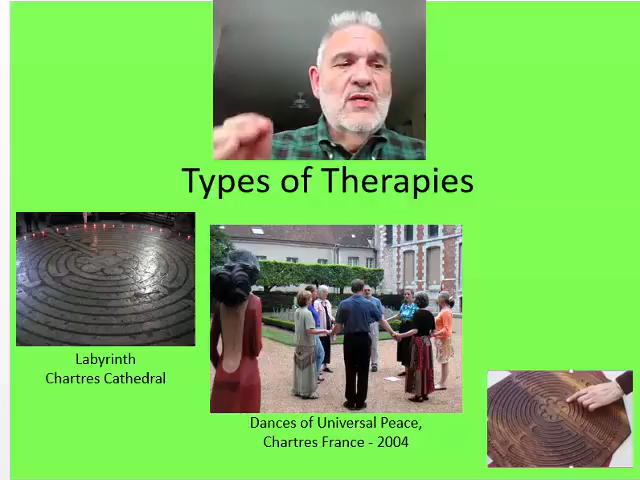 Types of Therapies
Labyrinth
Chartres Cathedral
Dances of Universal Peace,
Chartres France - 2004